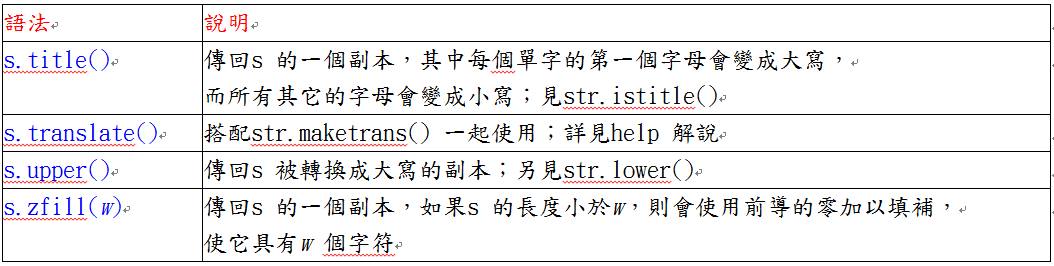 語法 說明
s.title() 傳回s 的一個副本，其中每個單字的第一個字母會變成大寫，
而所有其它的字母會變成小寫；見str.istitle()
s.translate() 搭配str.maketrans() 一起使用；詳見help 解說
s.upper() 傳回s 被轉換成大寫的副本；另見str.lower()
s.zfill(w) 傳回s 的一個副本，如果s 的長度小於w，則會使用前導的零加以填補，
使它具有w 個字符